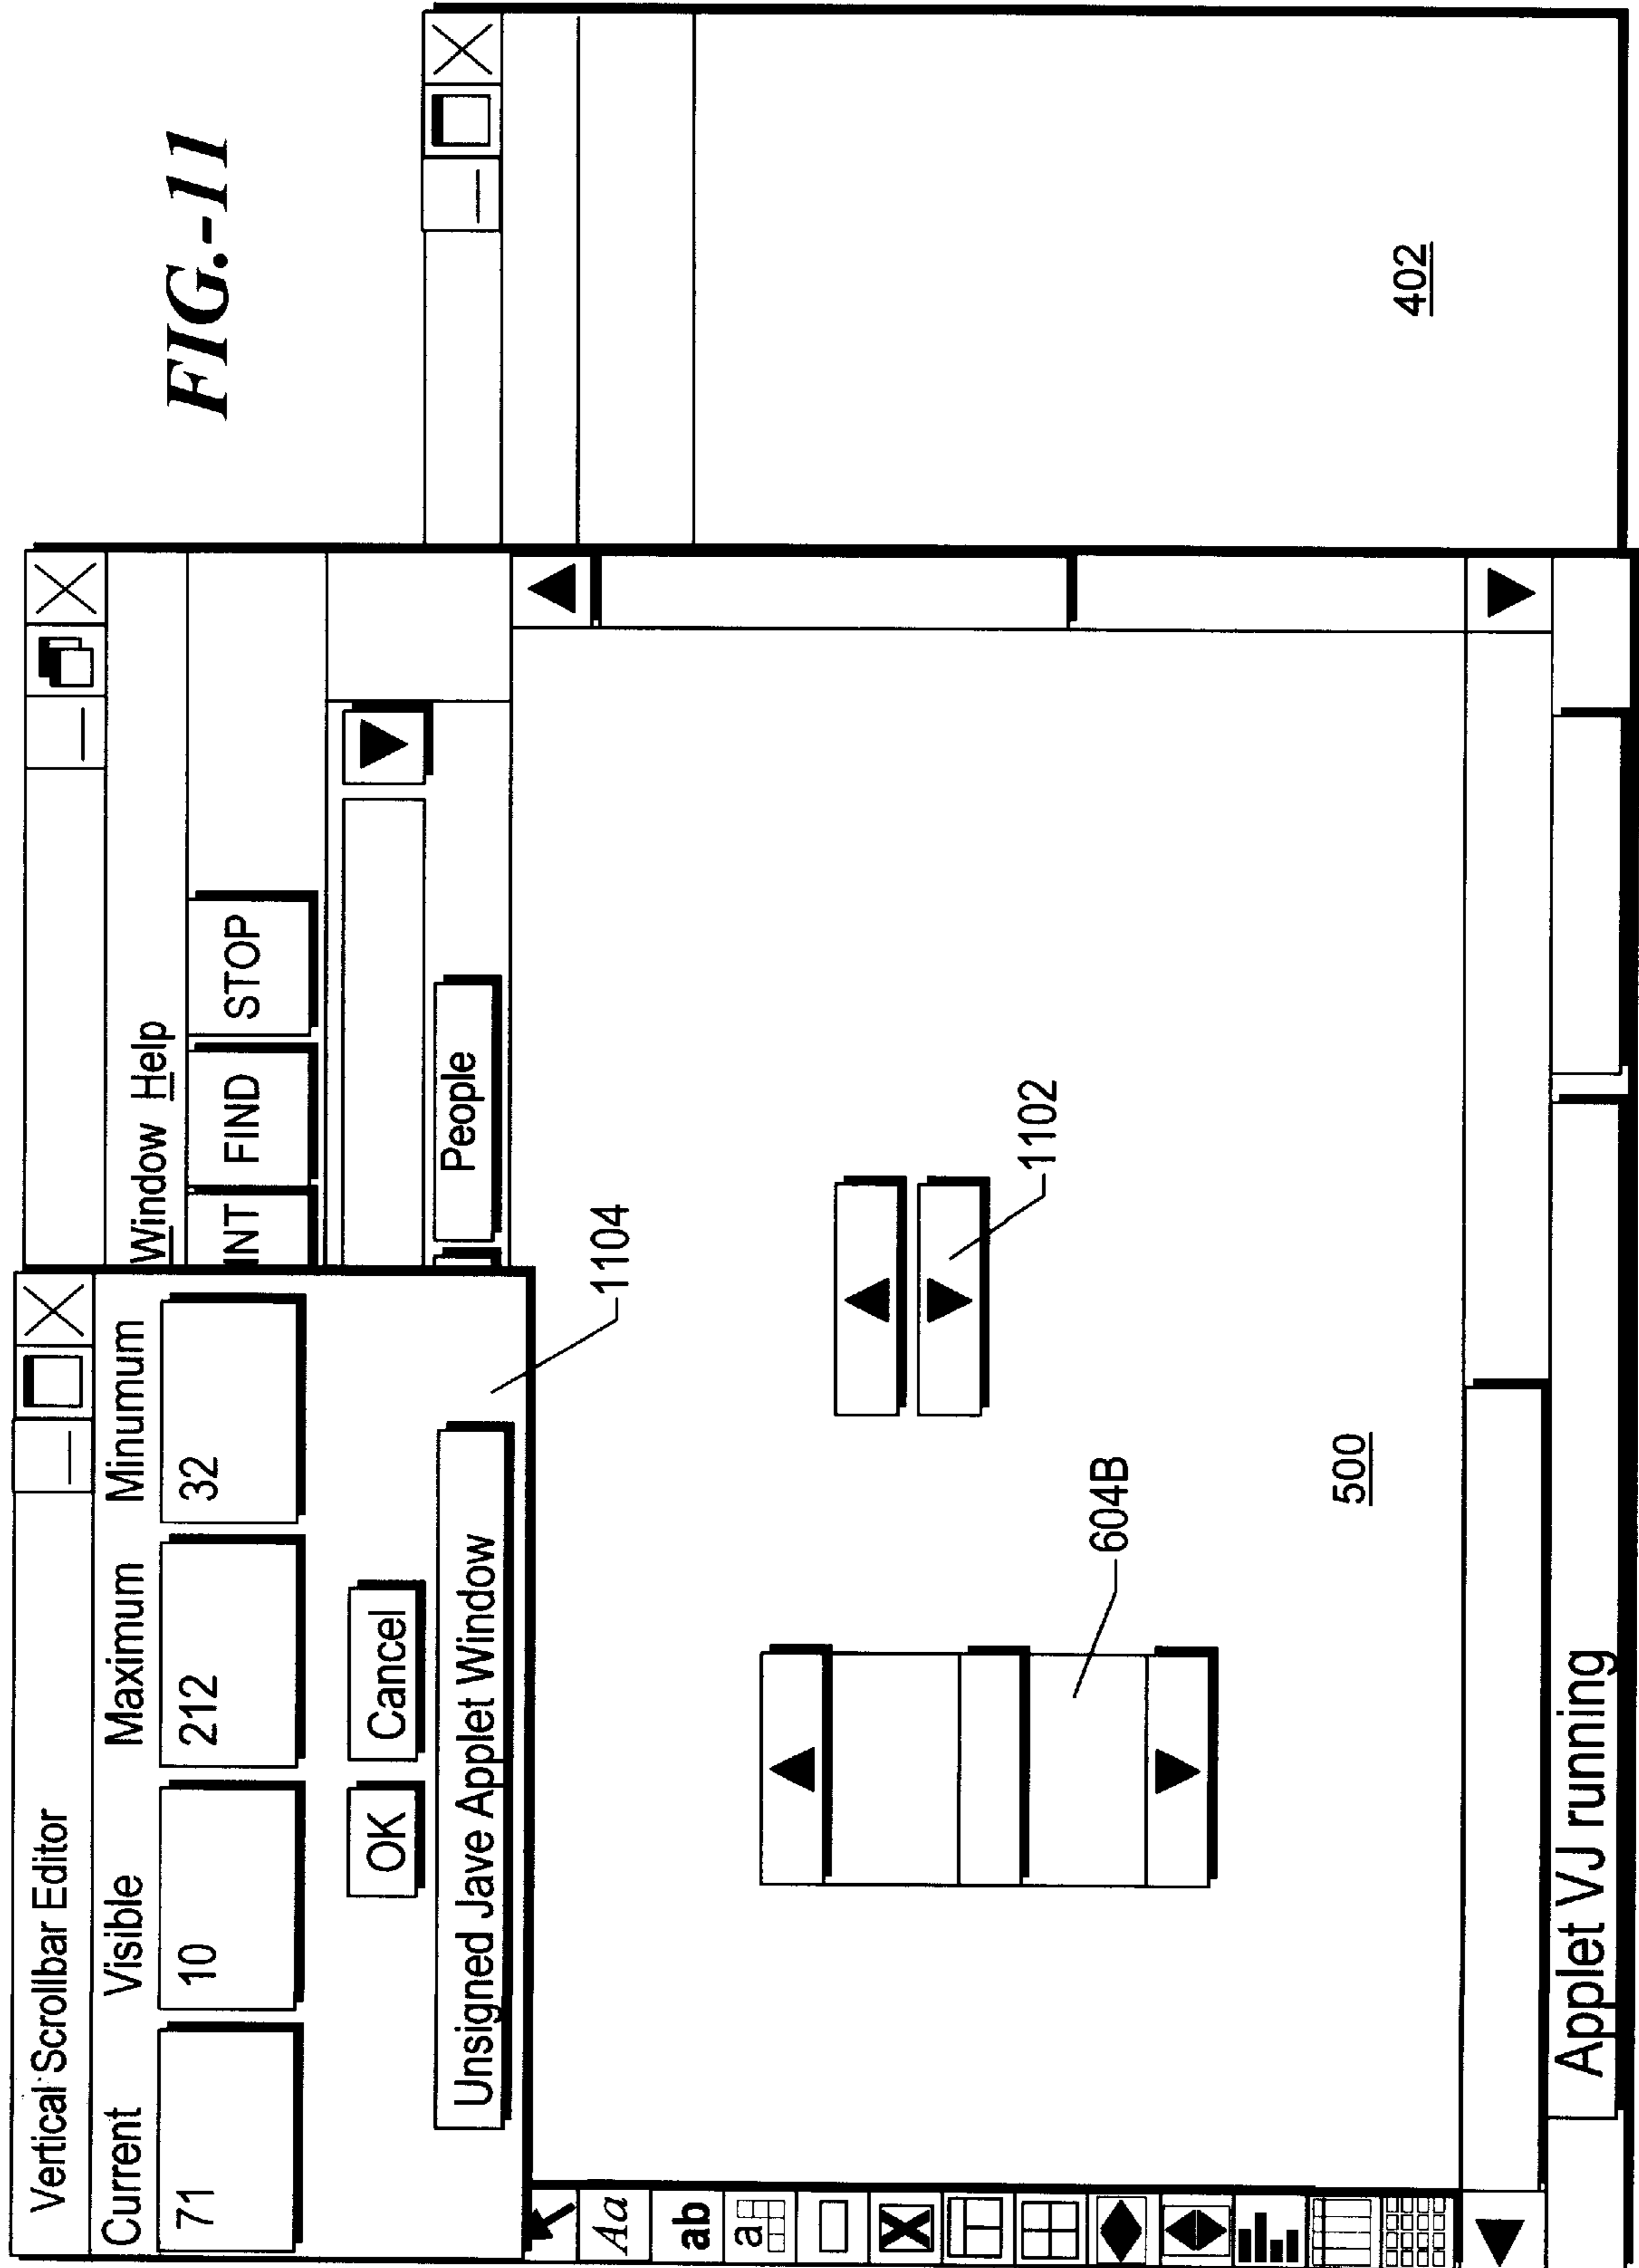 FIG.-11
Vertical Scrollbar Editor
Current Visible Maximum Minumum
71 10 212 32
OK Cancel
Unsigned Jave Applet Window
Window Help
INT FIND STOP
People
1104
Aa
ab
a
1102
604B
500
402
Applet VJ running